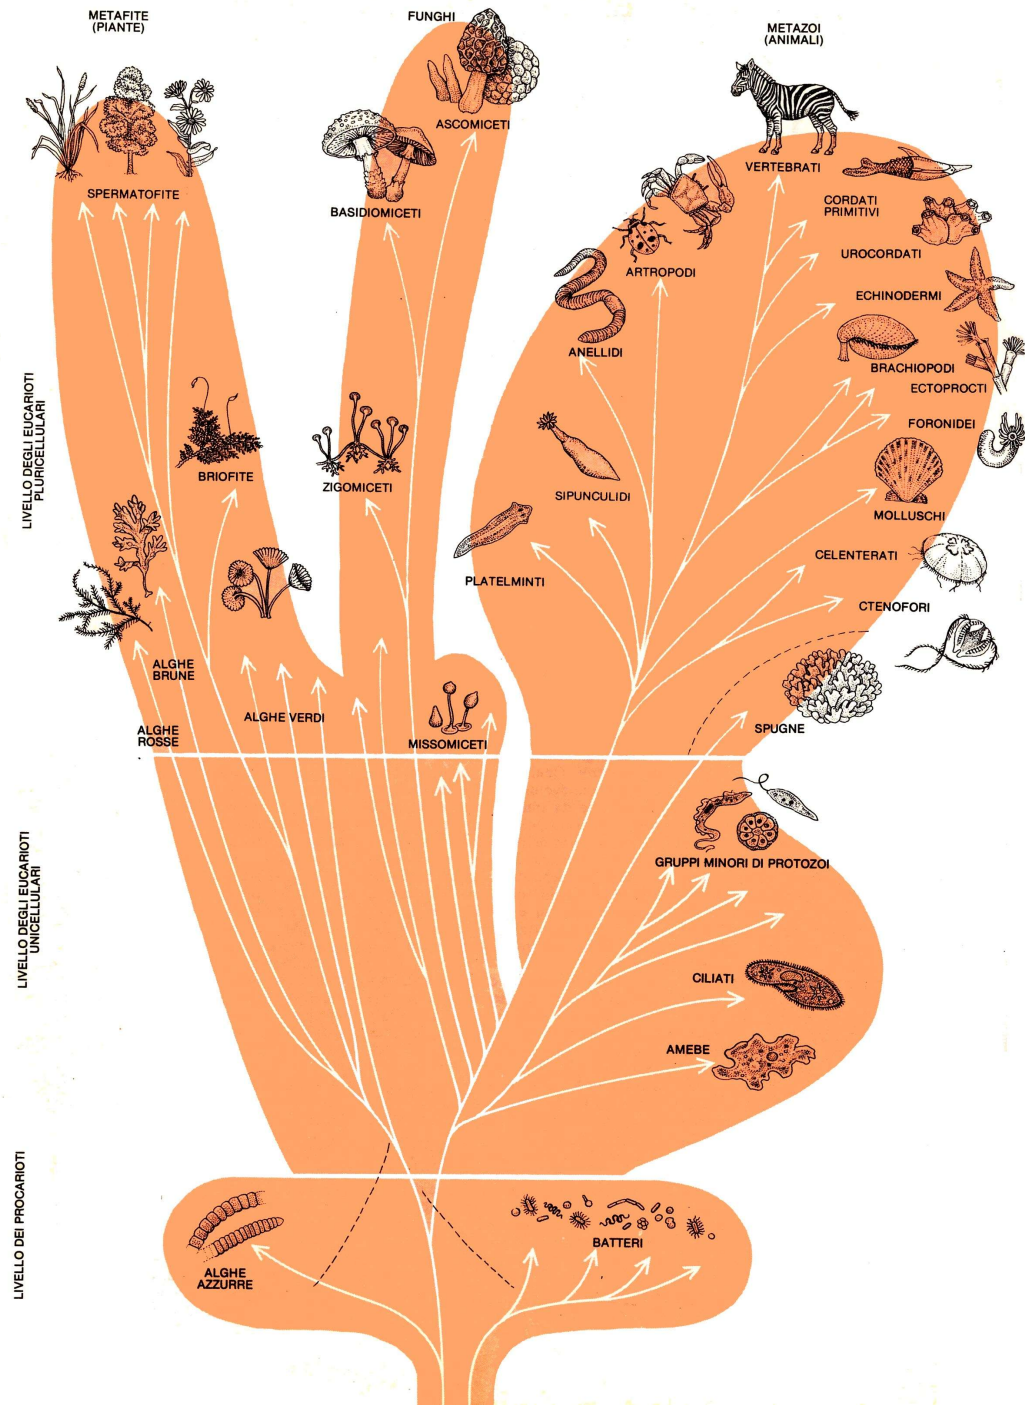 METAFITE
(PIANTE)
FUNGHI
METAZOI
(ANIMALI)
ASCOMICETI
VERTEBRATI
SPERMATOFITE
CORDATI
PRIMITIVI
BASIDIOMICETI
UROCORDATI
ARTROPODI
ECHINODERMI
ANELLIDI
BRACHIOPODI
ECTOPROCTI
LIVELLO DEGLI EUCARIOTI
PLURICELLULARI
FORONIDEI
BRIOFITE
ZIGOMICETI
SIPUNCULIDI
MOLLUSCHI
CELENTERATI
PLATELMINTI
CTENOFORI
ALGHE
BRUNE
ALGHE VERDI
SPUGNE
ALGHE
ROSSE
MISSOMICETI
GRUPPI MINORI DI PROTOZOI
LIVELLO DEGLI EUCARIOTI
UNICELLULARI
CILIATI
AMEBE
LIVELLO DEI PROCARIOTI
BATTERI
ALGHE
AZZURRE